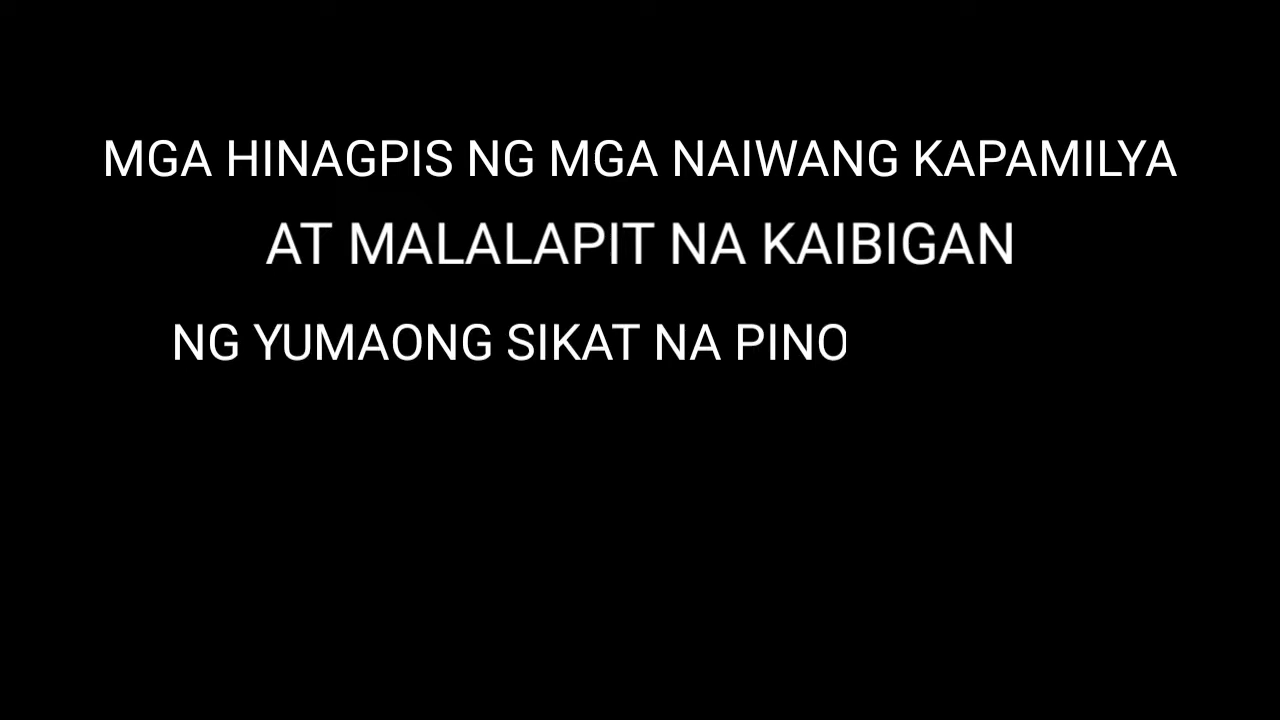 MGA HINAGPIS NG MGA NAIWANG KAPAMILYA
AT MALALAPIT NA KAIBIGAN
NG YUMAONG SIKAT NA PINO